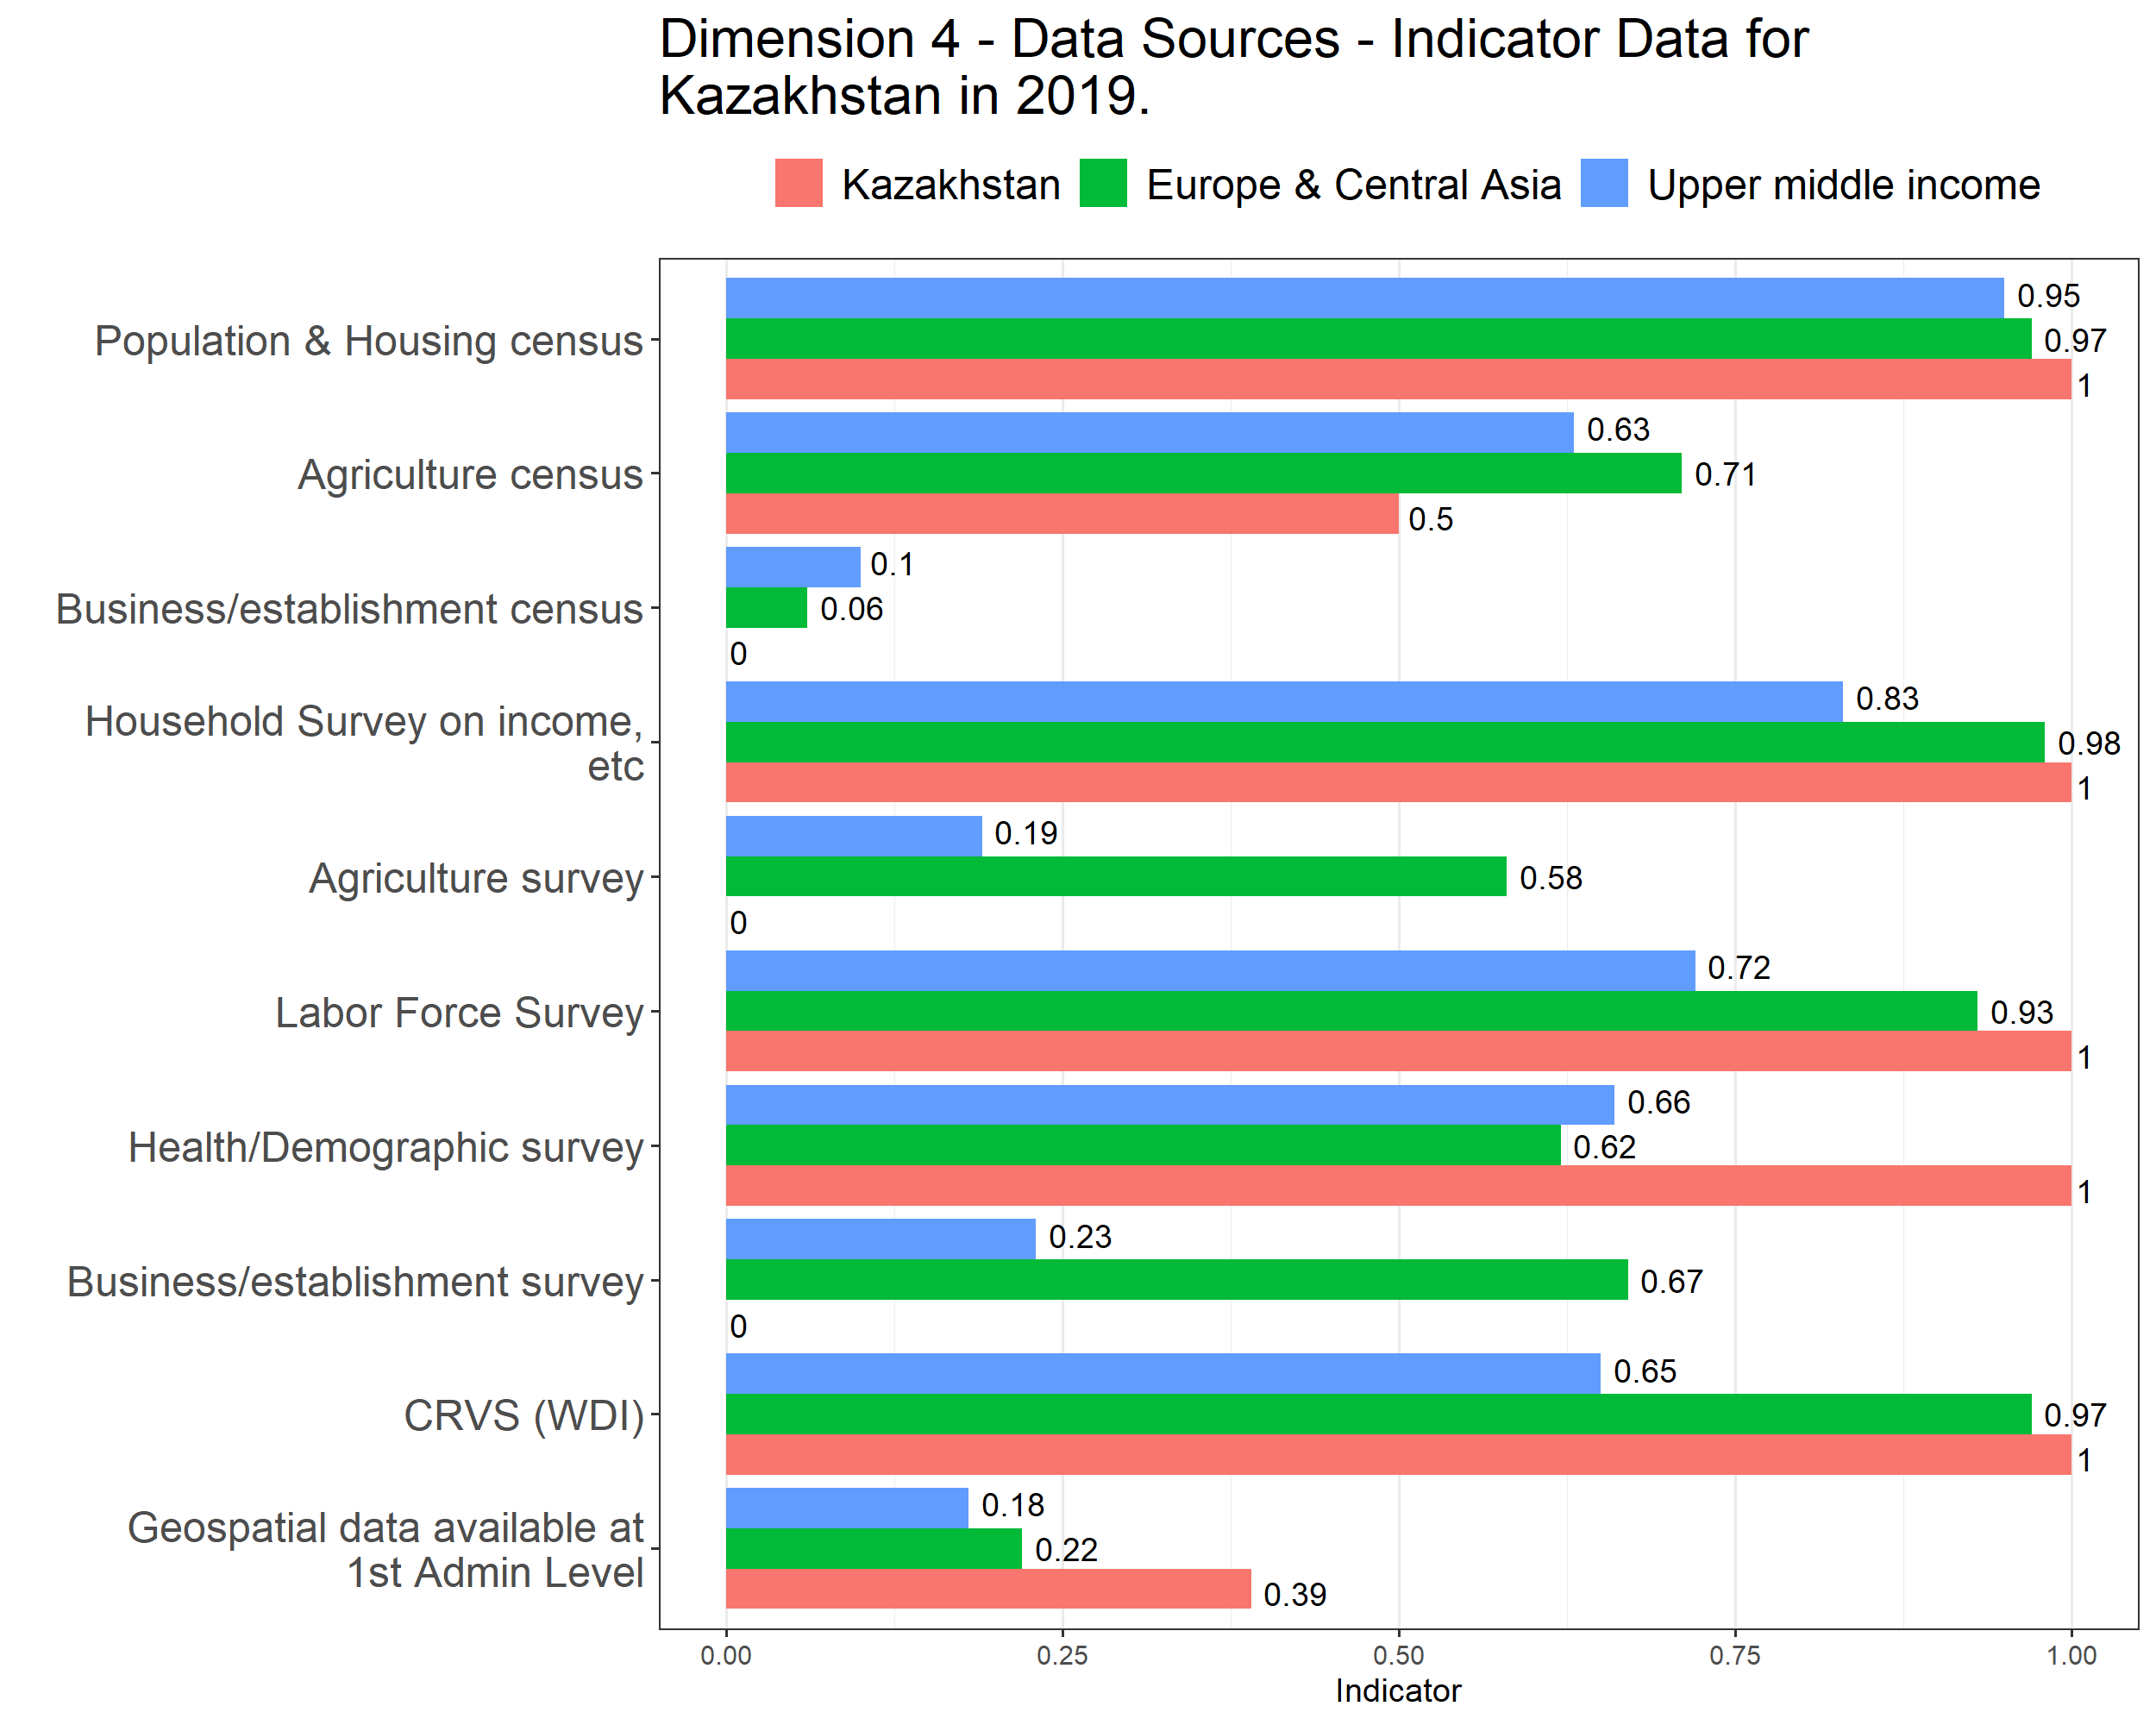 Dimension 4 - Data Sources - Indicator Data for
Kazakhstan in 2019.
Kazakhstan
Europe & Central Asia
Upper middle income
Population & Housing census
0.95
0.97
1
Agriculture census
0.63
0.71
0.5
Business/establishment census
0.1
0.06
0
Household Survey on income,
etc
0.83
0.98
1
Agriculture survey
0.19
0.58
0
Labor Force Survey
0.72
0.93
1
Health/Demographic survey
0.66
0.62
1
Business/establishment survey
0.23
0.67
0
CRVS (WDI)
0.65
0.97
1
Geospatial data available at
1st Admin Level
0.18
0.22
0.39
0.00
0.25
0.50
0.75
1.00
Indicator